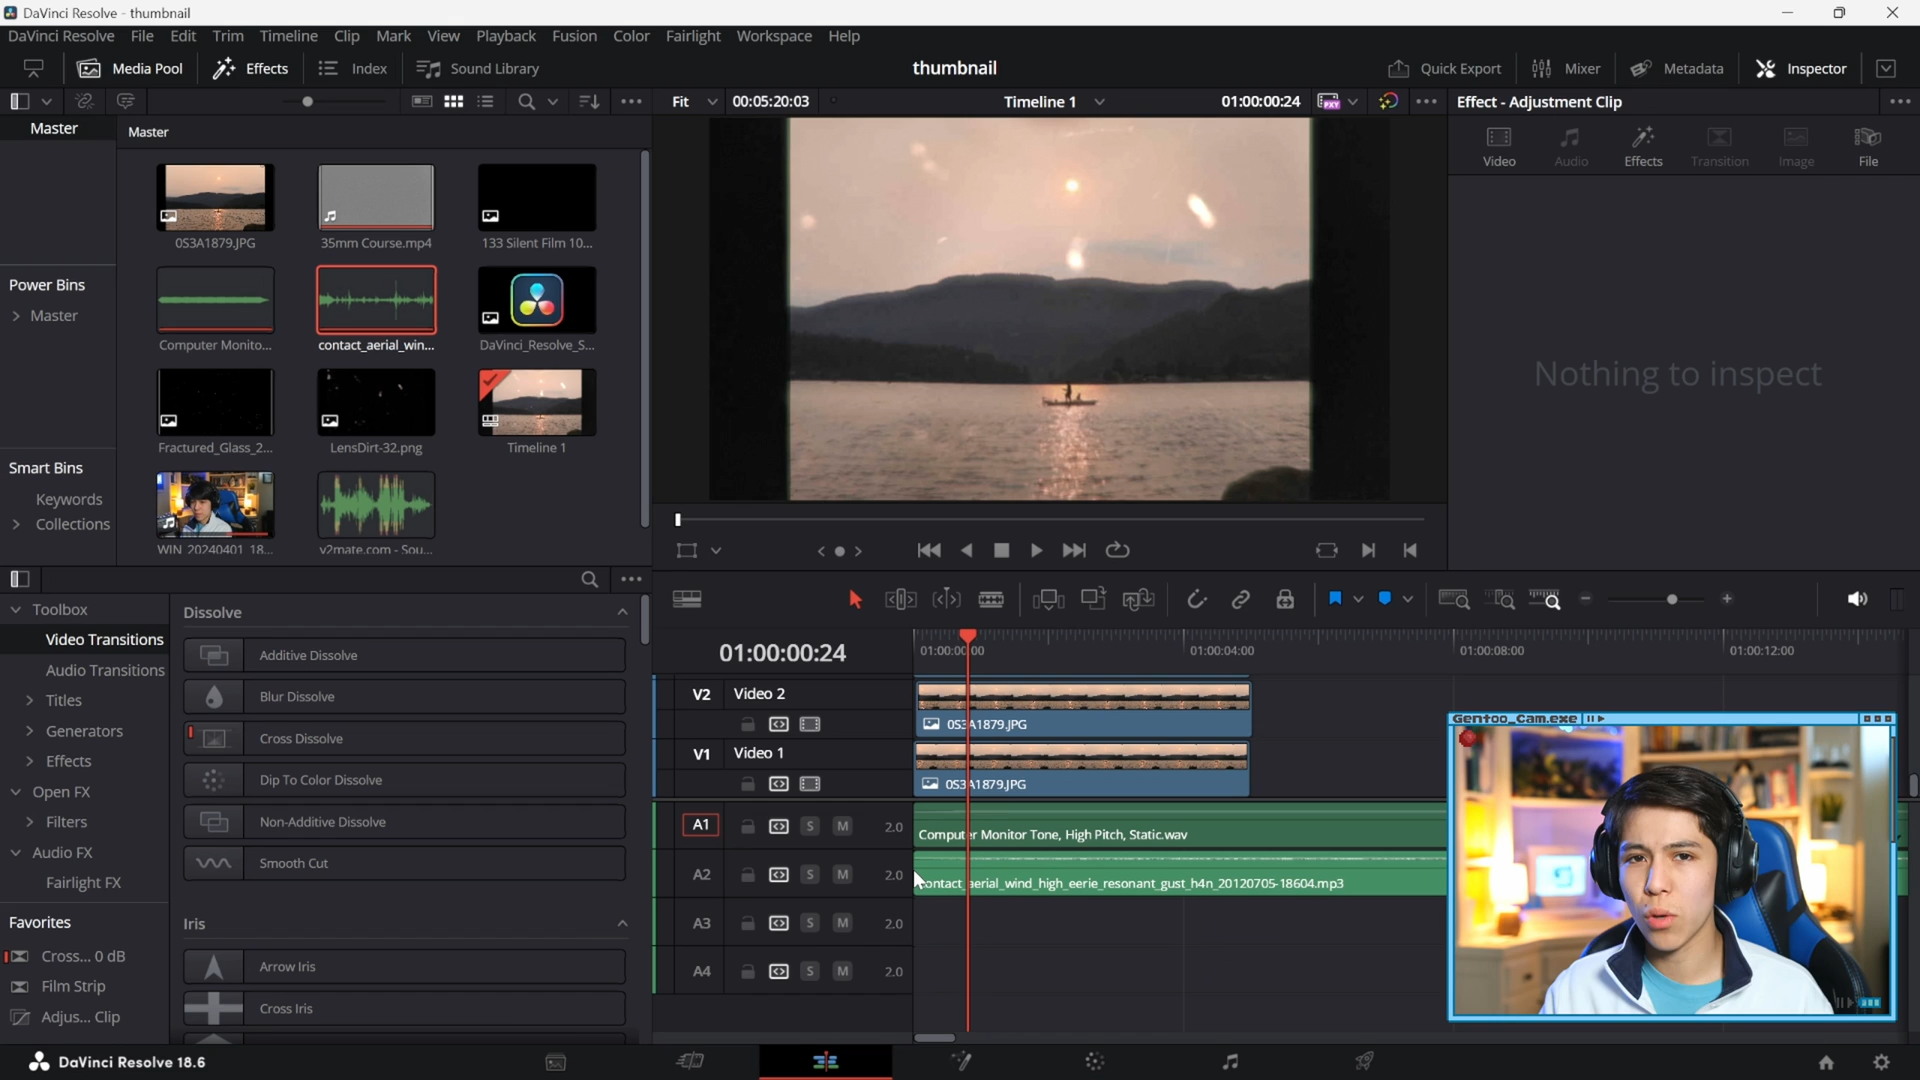 DaVinci Resolve - thumbnail
DaVinci Resolve File Edit Trim Timeline Clip Mark View Playback Fusion Color Fairlight Workspace Help
Media Pool Effects Index Sound Library thumbnail Quick Export Mixer Metadata Inspector
Fit 00:05:20:03 Timeline 1 01:00:00:24 PXY Effect - Adjustment Clip
Master Master
Video Audio Effects Transition Image File
0S3A1879.JPG 35mm Course.mp4 133 Silent Film 10...
Power Bins
Master
Computer Monito... contact_aerial_win... DaVinci_Resolve_S...
Nothing to inspect
Fractured_Glass_2... LensDirt-32.png Timeline 1
Smart Bins
Keywords
Collections
WIN_20240401_18... v2mate.com - Sou...
Toolbox
Video Transitions
Audio Transitions
Titles
Generators
Effects
Open FX
Filters
Audio FX
Fairlight FX
Favorites
Cross... 0 dB
Film Strip
Adjus... Clip
Dissolve
Additive Dissolve
Blur Dissolve
Cross Dissolve
Dip To Color Dissolve
Non-Additive Dissolve
Smooth Cut
Iris
Arrow Iris
Cross Iris
01:00:00:24 01:00:00:00 01:00:04:00 01:00:08:00 01:00:12:00
V2 Video 2
0S3A1879.JPG
V1 Video 1
0S3A1879.JPG
A1 S M 2.0 Computer Monitor Tone, High Pitch, Static.wav
A2 S M 2.0 contact_aerial_wind_high_eerie_resonant_gust_h4n_20120705-18604.mp3
A3 S M 2.0
A4 S M 2.0
Gentoo_Cam.exe
DaVinci Resolve 18.6